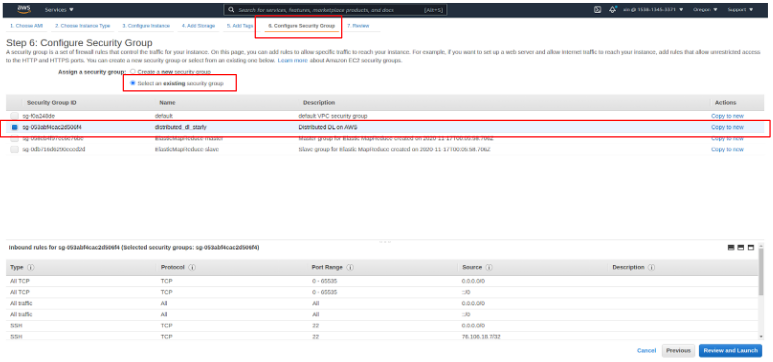 aws Services ▾ Search for services, features, marketplace products, and docs [Alt+S] Oregon ▾ Support ▾
1. Choose AMI 2. Choose Instance Type 3. Configure Instance 4. Add Storage 5. Add Tags 6. Configure Security Group 7. Review
Step 6: Configure Security Group
A security group is a set of firewall rules that control the traffic for your instance. On this page, you can add rules to allow specific traffic to reach your instance. For example, if you want to set up a web server and allow Internet traffic to reach your instance, add rules that allow unrestricted access
to the HTTP and HTTPS ports. You can create a new security group or select from an existing one below. Learn more about Amazon EC2 security groups.
Assign a security group: Create a new security group
Select an existing security group
Security Group ID Name Description Actions
sg-f0a248de default default VPC security group Copy to new
sg-053abf4cac2d506f4 distributed_dl_starly Distributed DL on AWS Copy to new
ElasticMapReduce-master Master group for Elastic MapReduce created on 2020-11-17T00:05:58.706Z Copy to new
ElasticMapReduce-slave Slave group for Elastic MapReduce created on 2020-11-17T00:05:58.706Z Copy to new
Inbound rules for sg-053abf4cac2d506f4 (Selected security groups: sg-053abf4cac2d506f4)
Type Protocol Port Range Source Description
All TCP TCP 0 - 65535 0.0.0.0/0
All TCP TCP 0 - 65535 ::/0
All traffic All All 0.0.0.0/0
All traffic All All ::/0
SSH TCP 22 0.0.0.0/0
SSH TCP 22 76.168.18.7/32
Cancel Previous Review and Launch